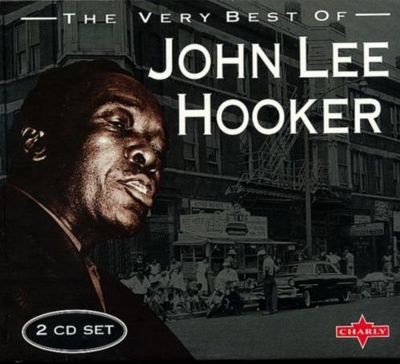 THE VERY BEST OF
JOHN LEE
HOOKER
2 CD SET
CHARLY